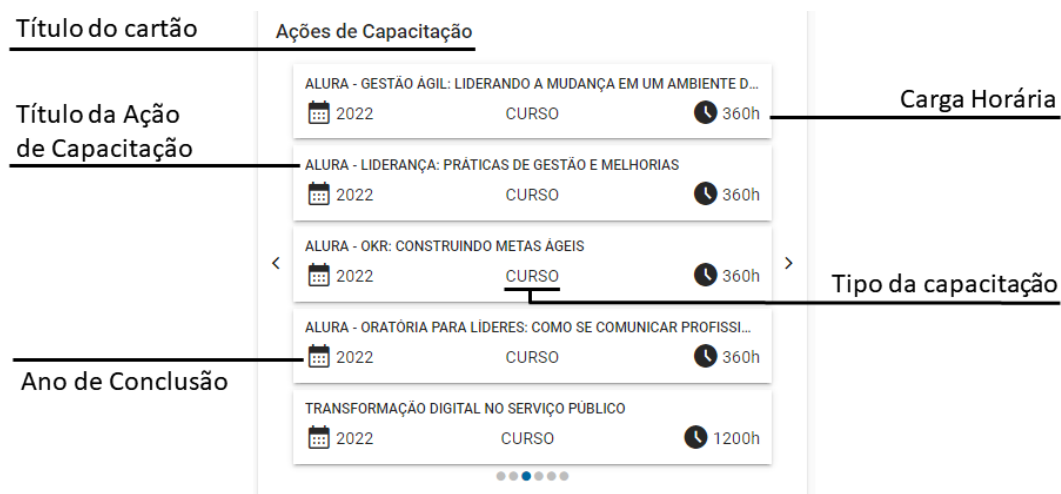 Título do cartão
Ações de Capacitação
ALURA - GESTÃO ÁGIL: LIDERANDO A MUDANÇA EM UM AMBIENTE D...
2022 CURSO 360h
Carga Horária
Título da Ação
de Capacitação
ALURA - LIDERANÇA: PRÁTICAS DE GESTÃO E MELHORIAS
2022 CURSO 360h
ALURA - OKR: CONSTRUINDO METAS ÁGEIS
2022 CURSO 360h
Tipo da capacitação
ALURA - ORATÓRIA PARA LÍDERES: COMO SE COMUNICAR PROFISSI...
2022 CURSO 360h
Ano de Conclusão
TRANSFORMAÇÃO DIGITAL NO SERVIÇO PÚBLICO
2022 CURSO 1200h